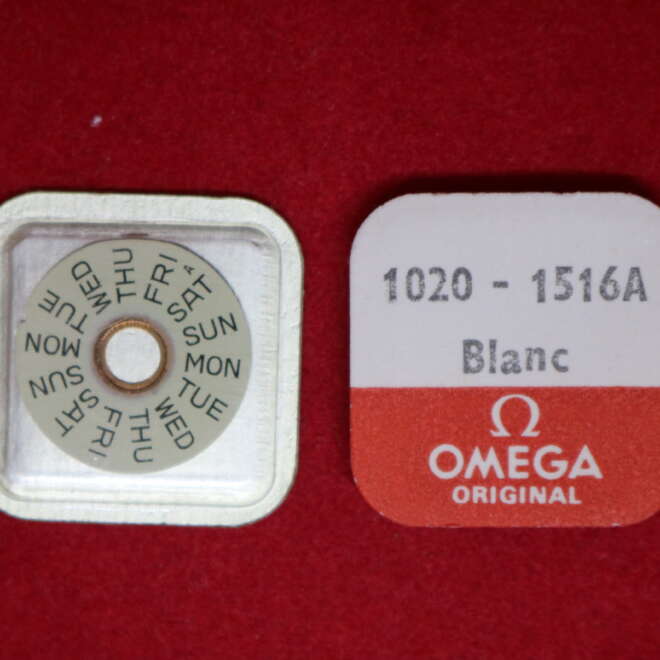 THU
FRI
A
SAT
SUN
MON
TUE
WED
THU
FRI
SAT
SUN
MON
TUE
WED
1020 - 1516A
Blanc
Ω
OMEGA
ORIGINAL